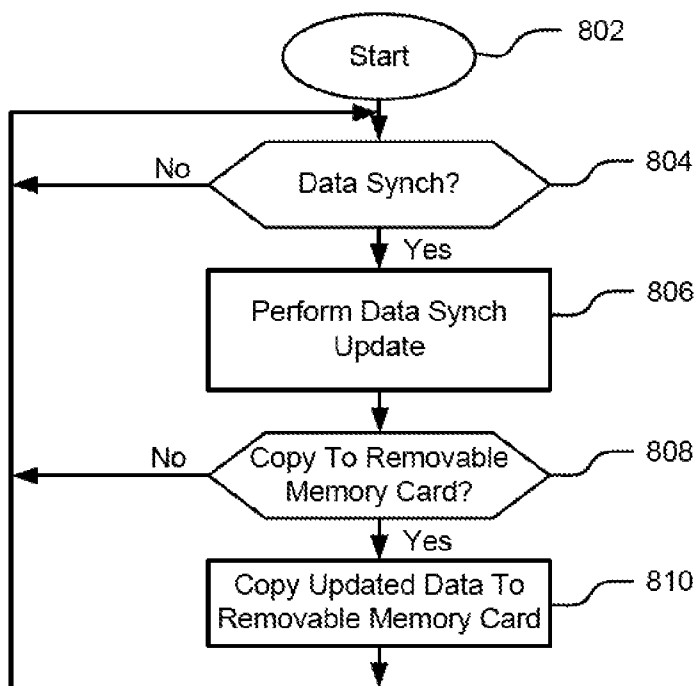 Start
802
No
Data Synch?
804
Yes
Perform Data Synch
Update
806
No
Copy To Removable
Memory Card?
808
Yes
Copy Updated Data To
Removable Memory Card
810